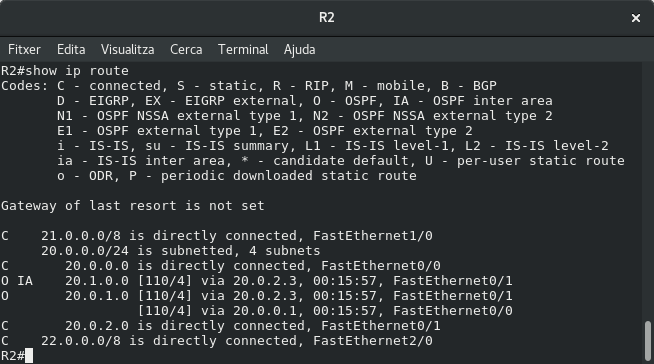 R2
Fitxer Edita Visualitza Cerca Terminal Ajuda
R2#show ip route
Codes: C - connected, S - static, R - RIP, M - mobile, B - BGP
       D - EIGRP, EX - EIGRP external, O - OSPF, IA - OSPF inter area
       N1 - OSPF NSSA external type 1, N2 - OSPF NSSA external type 2
       E1 - OSPF external type 1, E2 - OSPF external type 2
       i - IS-IS, su - IS-IS summary, L1 - IS-IS level-1, L2 - IS-IS level-2
       ia - IS-IS inter area, * - candidate default, U - per-user static route
       o - ODR, P - periodic downloaded static route
Gateway of last resort is not set
C    21.0.0.0/8 is directly connected, FastEthernet1/0
     20.0.0.0/24 is subnetted, 4 subnets
C       20.0.0.0 is directly connected, FastEthernet0/0
O IA    20.1.0.0 [110/4] via 20.0.2.3, 00:15:57, FastEthernet0/1
O       20.0.1.0 [110/4] via 20.0.2.3, 00:15:57, FastEthernet0/1
                 [110/4] via 20.0.0.1, 00:15:57, FastEthernet0/0
C       20.0.2.0 is directly connected, FastEthernet0/1
C    22.0.0.0/8 is directly connected, FastEthernet2/0
R2#